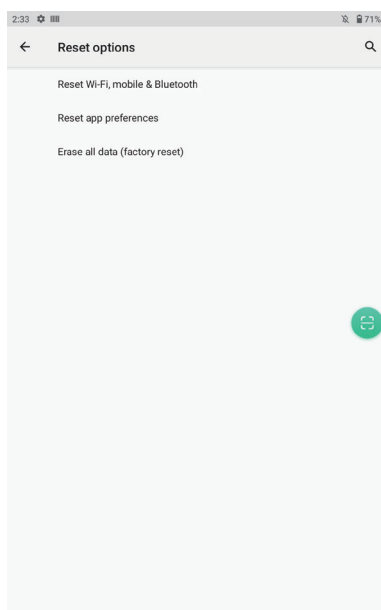 2:33 71%
Reset options
Reset Wi-Fi, mobile & Bluetooth
Reset app preferences
Erase all data (factory reset)